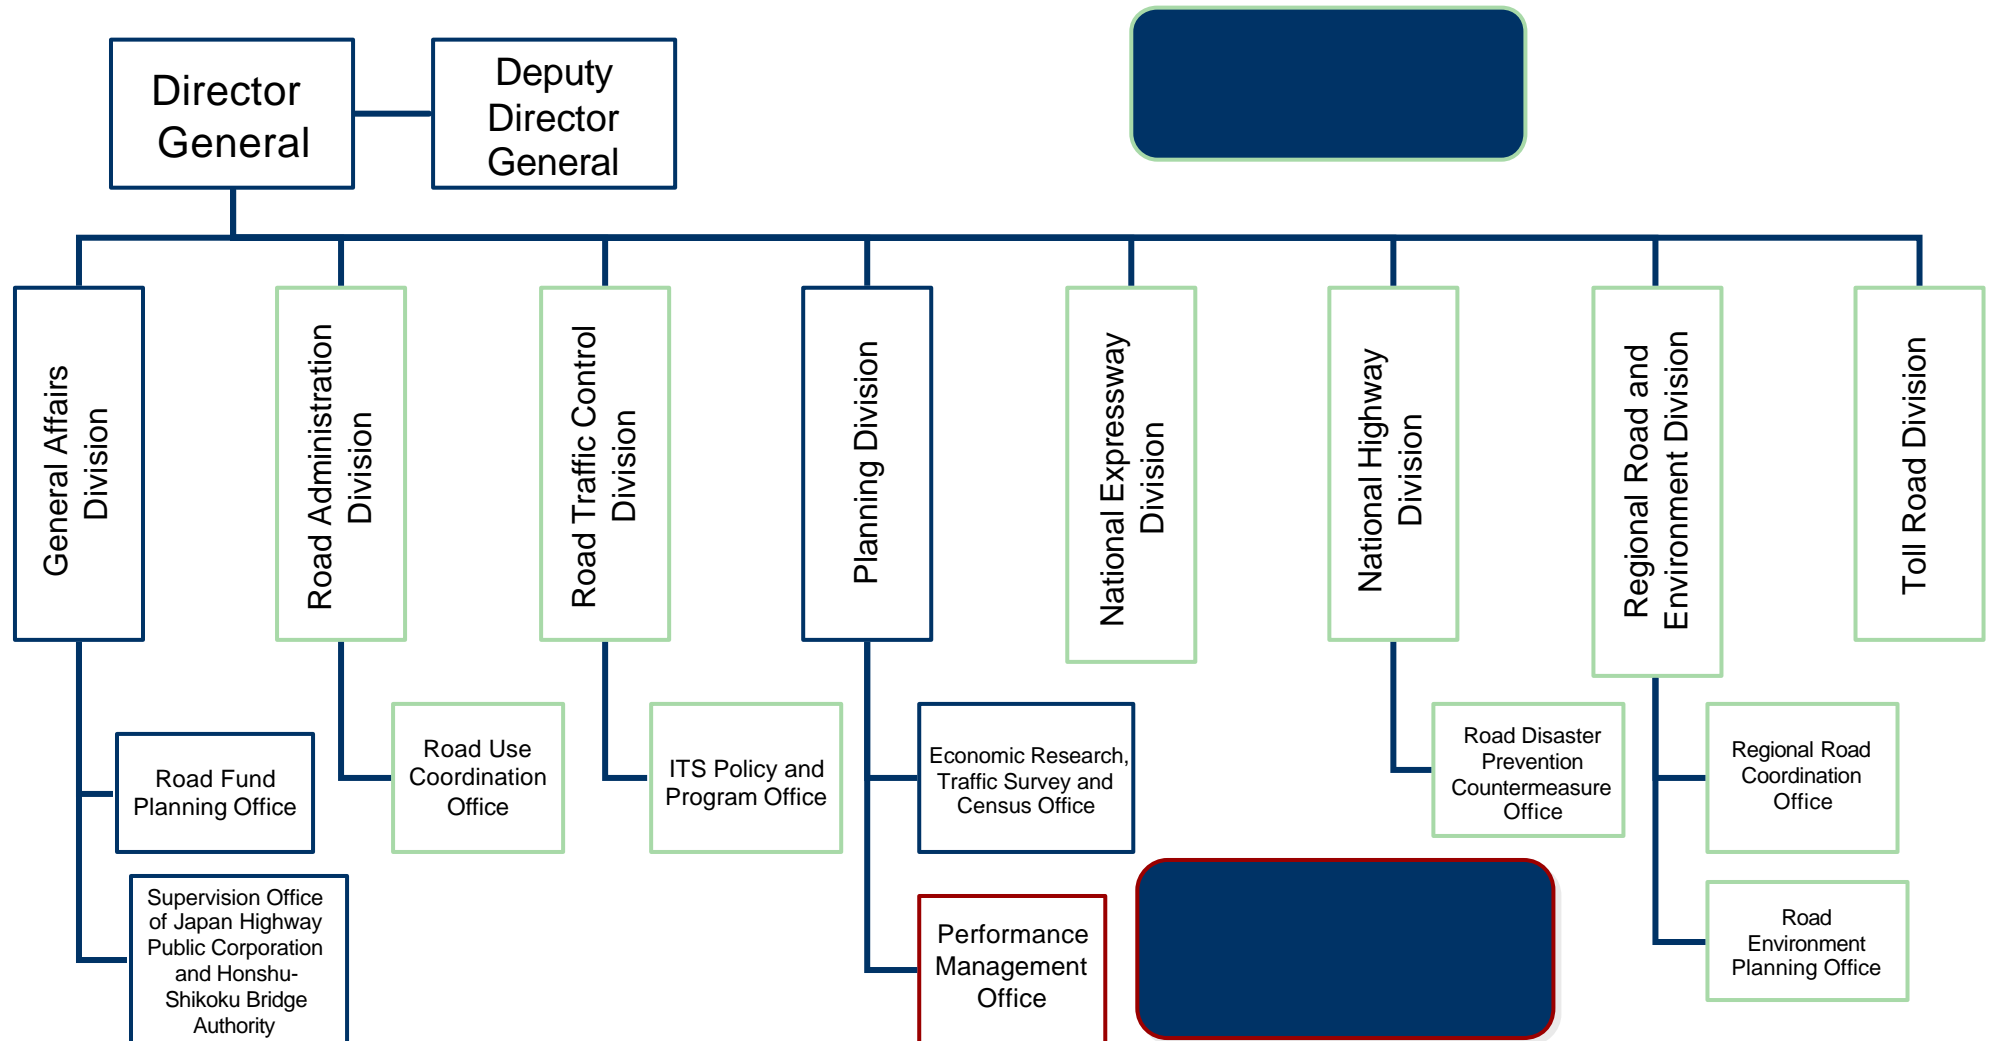 Director
General
Deputy
Director
General
General Affairs
Division
Road Administration
Division
Road Traffic Control
Division
Planning Division
National Expressway
Division
National Highway
Division
Regional Road and
Environment Division
Toll Road Division
Road Fund
Planning Office
Supervision Office
of Japan Highway
Public Corporation
and Honshu-
Shikoku Bridge
Authority
Road Use
Coordination
Office
ITS Policy and
Program Office
Economic Research,
Traffic Survey and
Census Office
Performance
Management
Office
Road Disaster
Prevention
Countermeasure
Office
Regional Road
Coordination
Office
Road
Environment
Planning Office